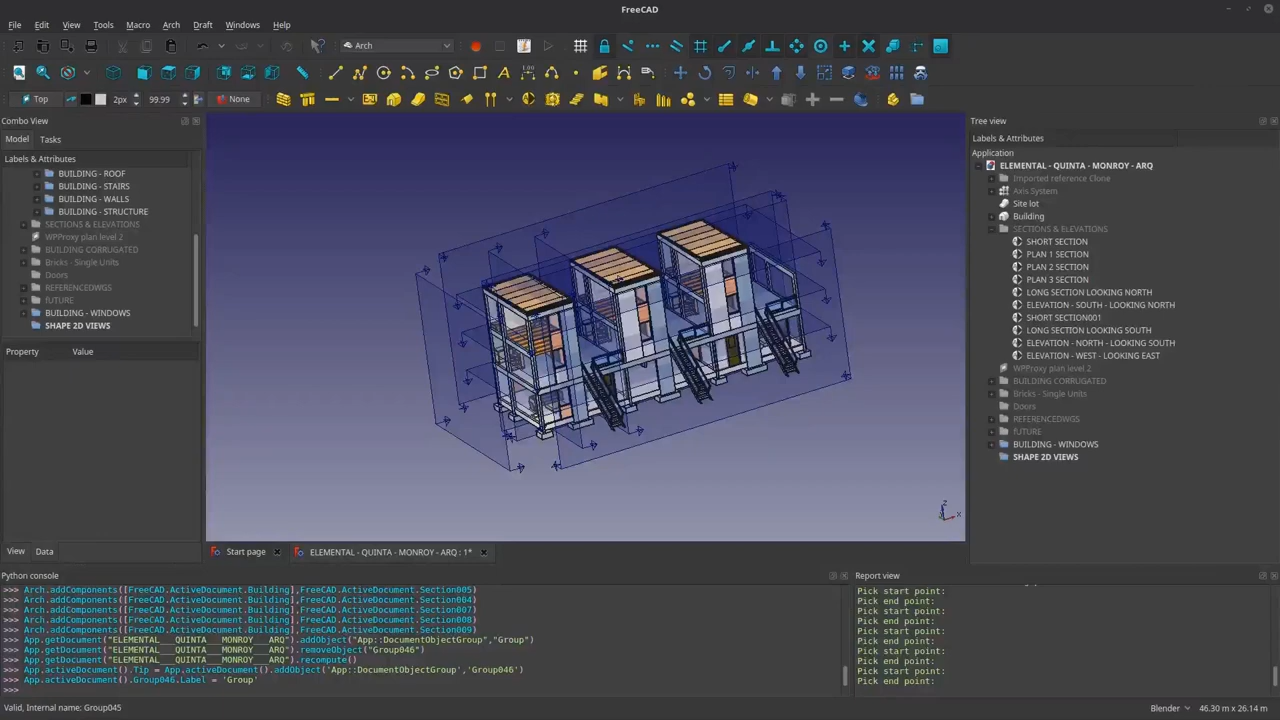 FreeCAD
File Edit View Tools Macro Arch Draft Windows Help
Arch
Top 2px 99.99 None
Combo View
Model Tasks
Labels & Attributes
BUILDING - ROOF
BUILDING - STAIRS
BUILDING - WALLS
BUILDING - STRUCTURE
SECTIONS & ELEVATIONS
WPProxy plan level 2
BUILDING CORRUGATED
Bricks - Single Units
Doors
REFERENCEDWGS
fUTURE
BUILDING - WINDOWS
SHAPE 2D VIEWS
Property Value
View Data
Tree view
Labels & Attributes
Application
ELEMENTAL - QUINTA - MONROY - ARQ
Imported reference Clone
Axis System
Site lot
Building
SECTIONS & ELEVATIONS
SHORT SECTION
PLAN 1 SECTION
PLAN 2 SECTION
PLAN 3 SECTION
LONG SECTION LOOKING NORTH
ELEVATION - SOUTH - LOOKING NORTH
SHORT SECTION001
LONG SECTION LOOKING SOUTH
ELEVATION - NORTH - LOOKING SOUTH
ELEVATION - WEST - LOOKING EAST
WPProxy plan level 2
BUILDING CORRUGATED
Bricks - Single Units
Doors
REFERENCEDWGS
fUTURE
BUILDING - WINDOWS
SHAPE 2D VIEWS
Z
X
Start page ELEMENTAL - QUINTA - MONROY - ARQ : 1*
Python console
>>> Arch.addComponents([FreeCAD.ActiveDocument.Building],FreeCAD.ActiveDocument.Section005)
>>> Arch.addComponents([FreeCAD.ActiveDocument.Building],FreeCAD.ActiveDocument.Section004)
>>> Arch.addComponents([FreeCAD.ActiveDocument.Building],FreeCAD.ActiveDocument.Section007)
>>> Arch.addComponents([FreeCAD.ActiveDocument.Building],FreeCAD.ActiveDocument.Section008)
>>> Arch.addComponents([FreeCAD.ActiveDocument.Building],FreeCAD.ActiveDocument.Section009)
>>> App.getDocument("ELEMENTAL___QUINTA___MONROY___ARQ").addObject("App::DocumentObjectGroup","Group")
>>> App.getDocument("ELEMENTAL___QUINTA___MONROY___ARQ").removeObject("Group046")
>>> App.getDocument("ELEMENTAL___QUINTA___MONROY___ARQ").recompute()
>>> App.activeDocument().Tip = App.activeDocument().addObject('App::DocumentObjectGroup','Group046')
>>> App.activeDocument().Group046.Label = 'Group'
>>>
Report view
Pick start point:
Pick end point:
Pick start point:
Pick end point:
Pick start point:
Pick end point:
Pick start point:
Pick end point:
Pick start point:
Pick end point:
Valid, Internal name: Group045
Blender 46.30 m x 26.14 m